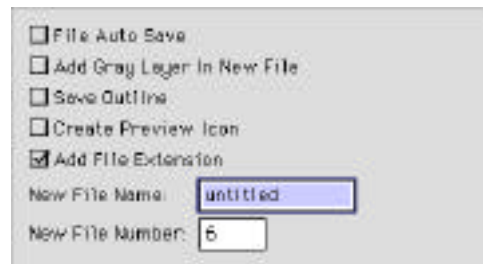 File Auto Save
Add Gray Layer In New File
Save Outline
Create Preview Icon
Add File Extension
New File Name: untitled
New File Number: 6